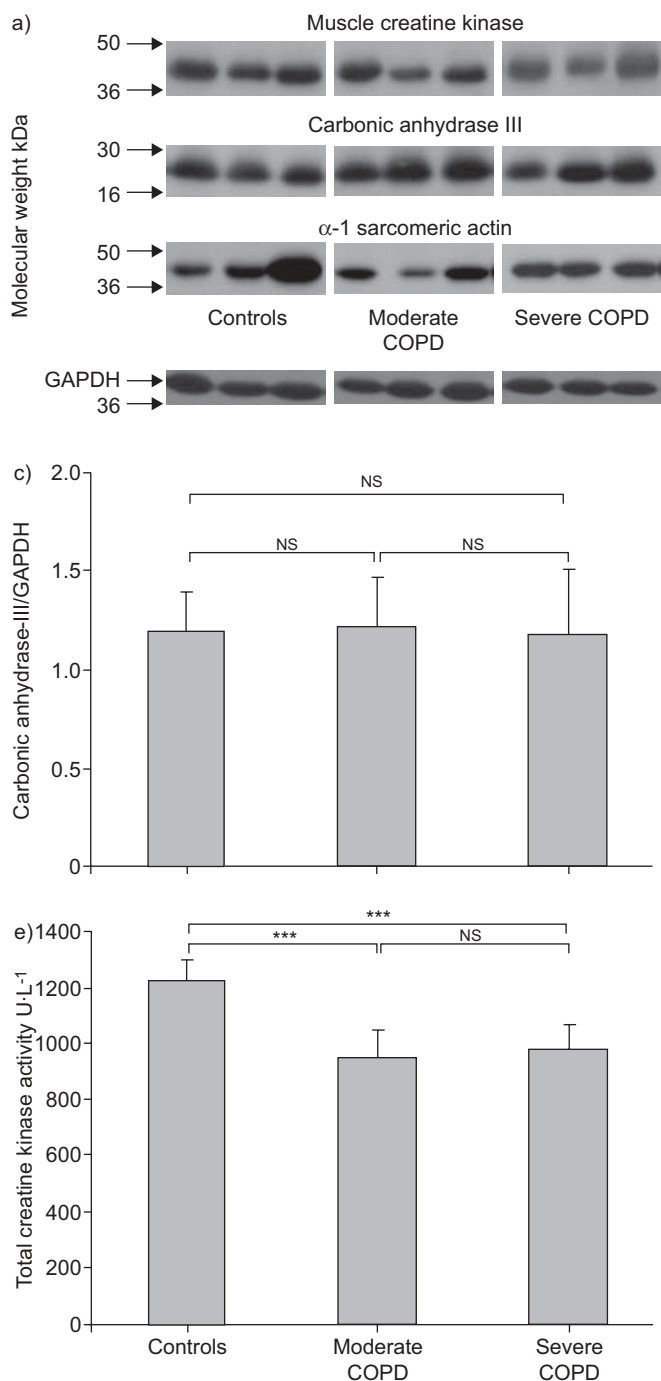 a)
Muscle creatine kinase
50
36
Carbonic anhydrase III
30
16
α-1 sarcomeric actin
50
36
Molecular weight kDa
Controls
Moderate
COPD
Severe COPD
GAPDH
36
c)
2.0
1.5
1.0
0.5
0
Carbonic anhydrase-III/GAPDH
NS
NS
NS
e)
1400
1200
1000
800
600
400
200
0
Total creatine kinase activity U·L⁻¹
***
***
NS
Controls
Moderate
COPD
Severe
COPD